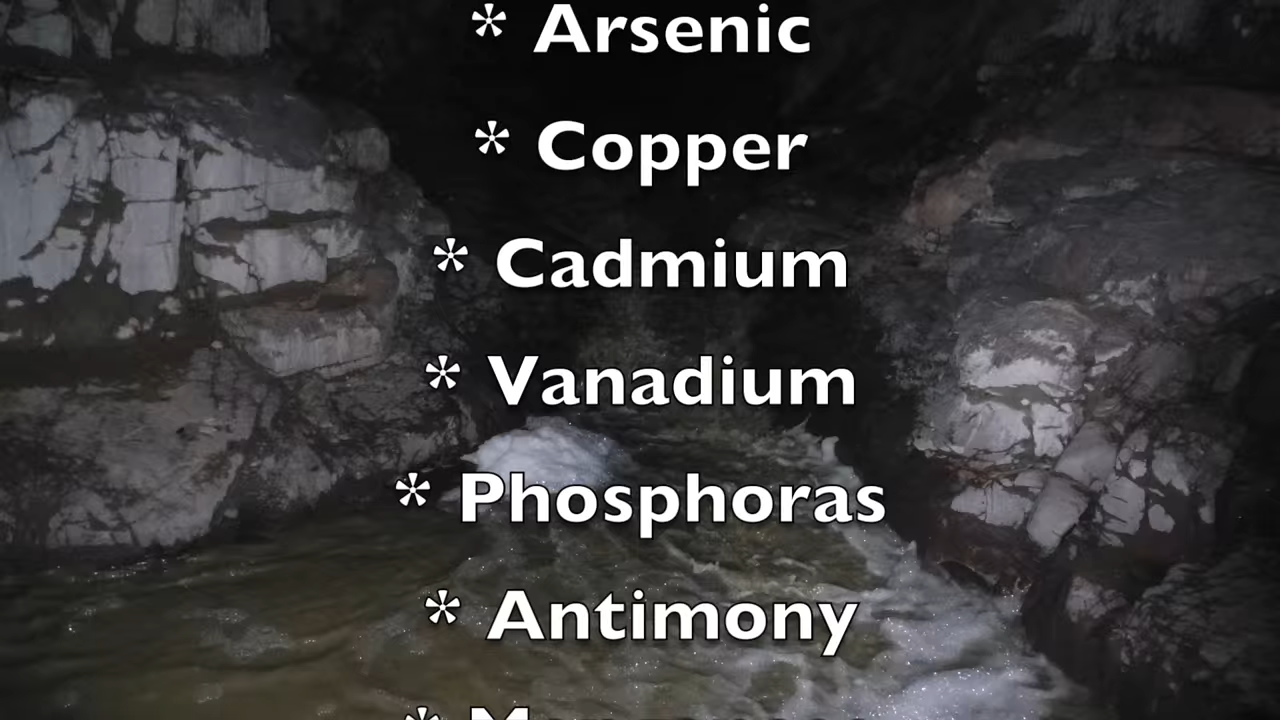 * Arsenic
* Copper
* Cadmium
* Vanadium
* Phosphoras
* Antimony